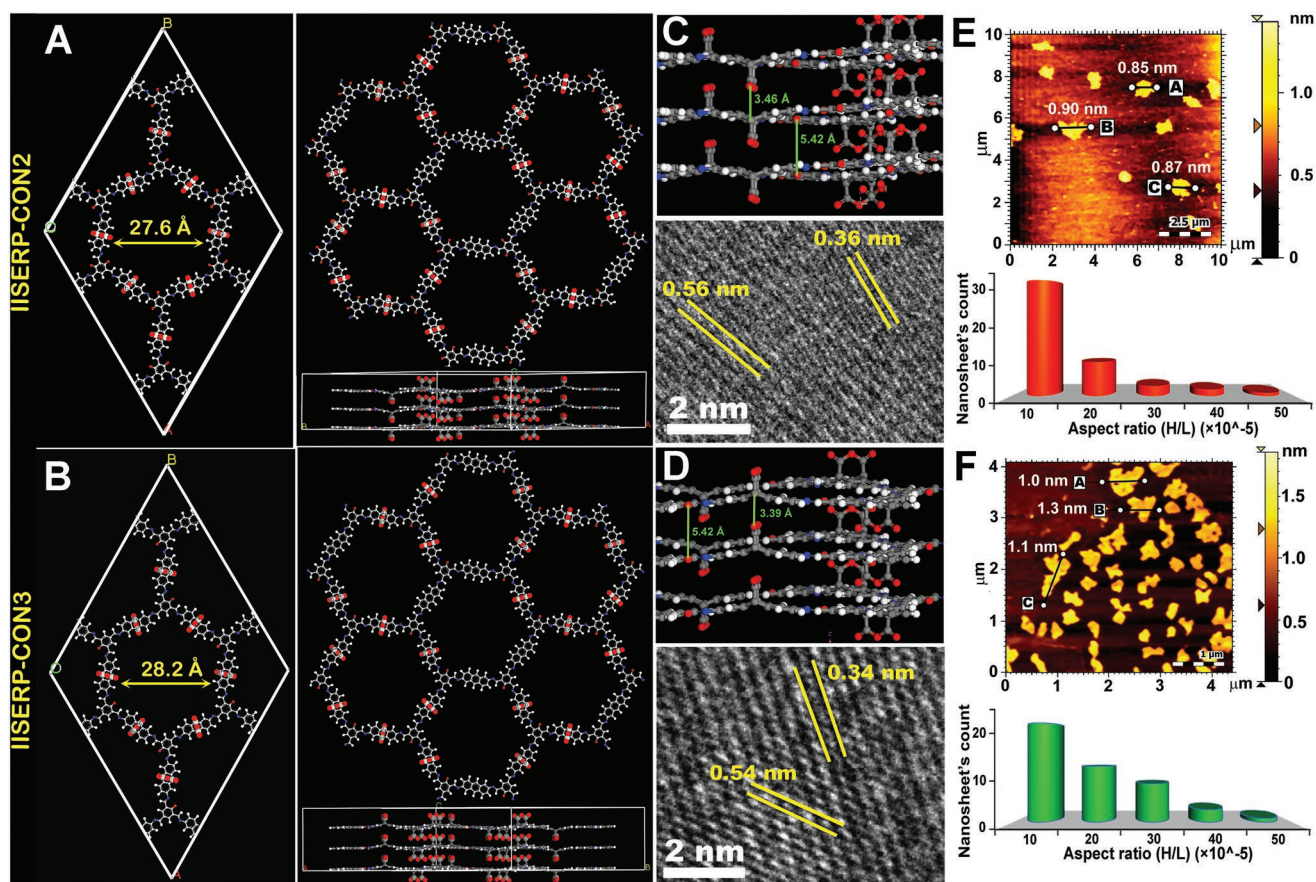 IISERP-CON2
A
B
O
A
27.6 Å
C
3.46 Å
5.42 Å
0.36 nm
0.56 nm
2 nm
E
10
8
6
4
2
0
μm
0
2
4
6
8
10
μm
0.85 nm
A
0.90 nm
B
0.87 nm
C
2.5 μm
nm
1.0
0.5
0
Nanosheet's count
30
20
10
0
10
20
30
40
50
Aspect ratio (H/L) (×10^-5)
IISERP-CON3
B
B
O
A
28.2 Å
C
A
B
D
5.42 Å
3.39 Å
0.34 nm
0.54 nm
2 nm
F
4
3
2
1
0
μm
0
1
2
3
4
μm
1.0 nm
A
1.3 nm
B
1.1 nm
C
1 μm
nm
1.5
1.0
0.5
0
Nanosheet's count
20
10
0
10
20
30
40
50
Aspect ratio (H/L) (×10^-5)